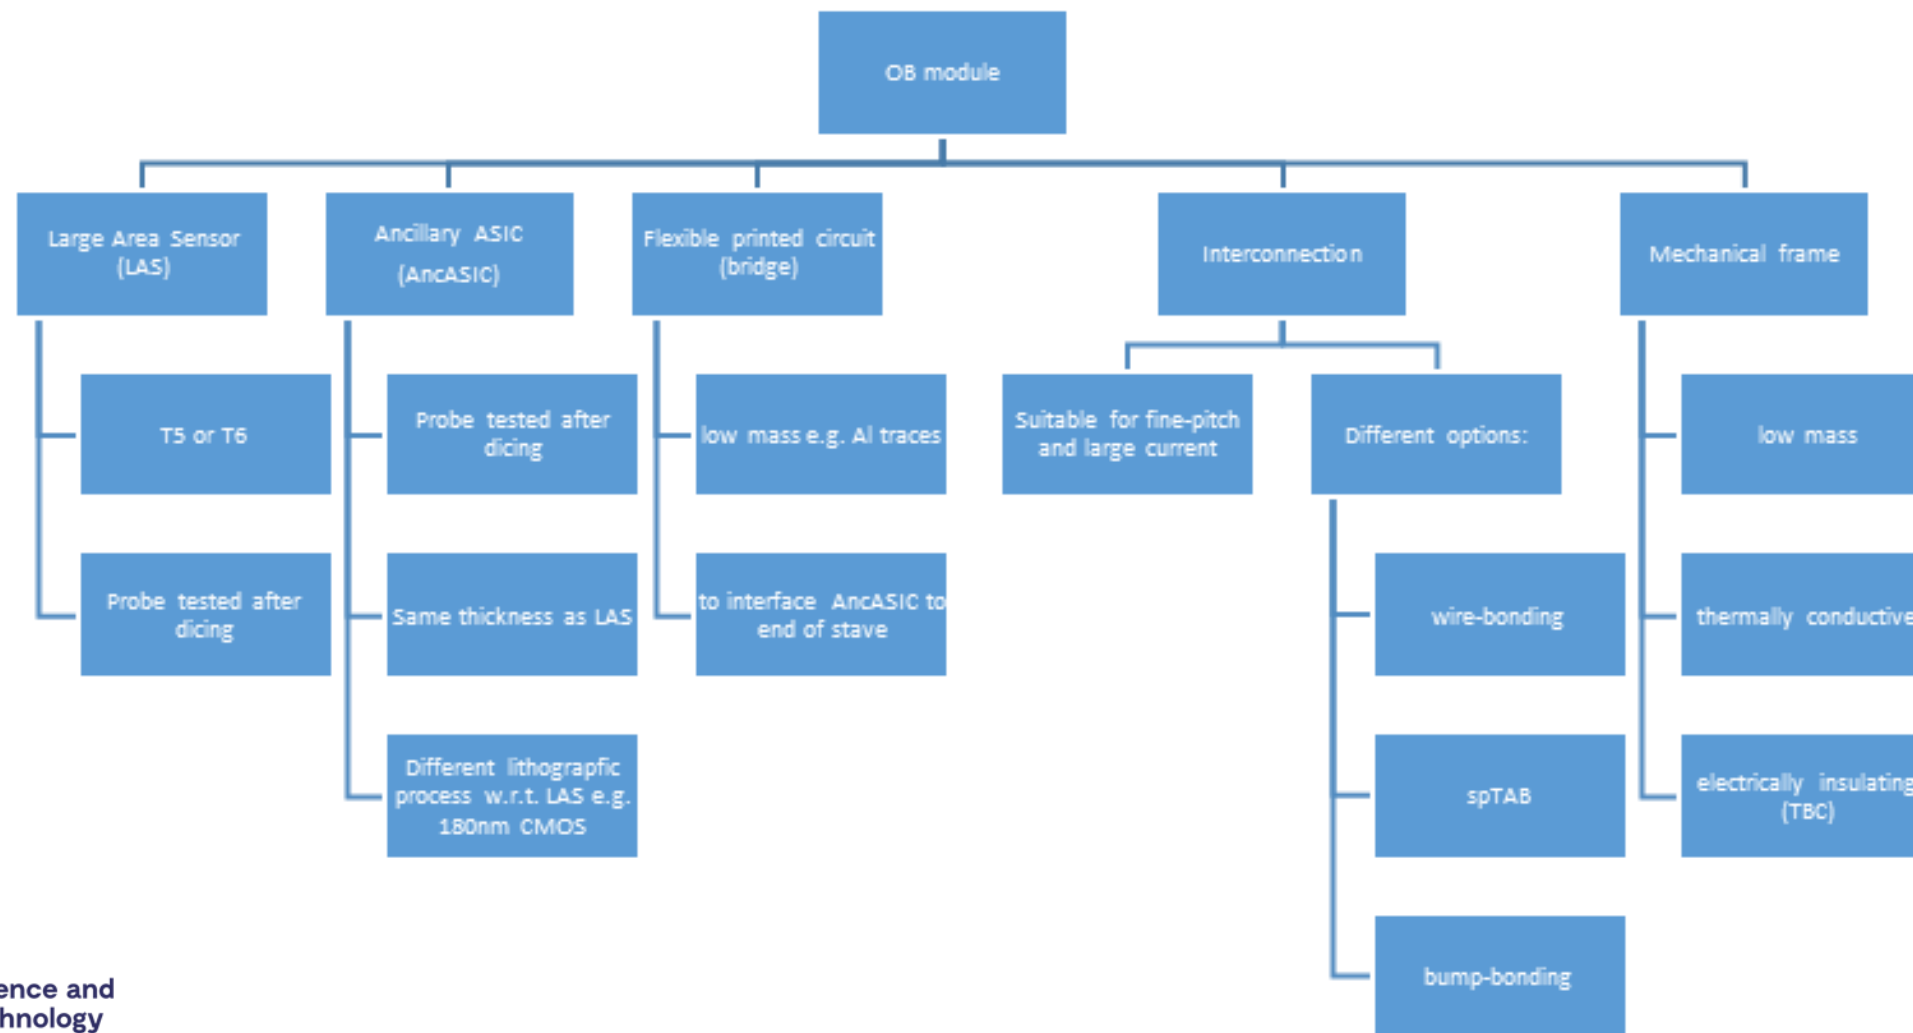 OB module
Large Area Sensor
(LAS)
T5 or T6
Probe tested after
dicing
Ancillary ASIC
(AncASIC)
Probe tested after
dicing
Same thickness as LAS
Different lithograpfic
process w.r.t. LAS e.g.
180nm CMOS
Flexible printed circuit
(bridge)
low mass e.g. Al traces
to interface AncASIC to
end of stave
Interconnection
Suitable for fine-pitch
and large current
Different options:
wire-bonding
spTAB
bump-bonding
Mechanical frame
low mass
thermally conductive
electrically insulating
(TBC)
ence and
hnology